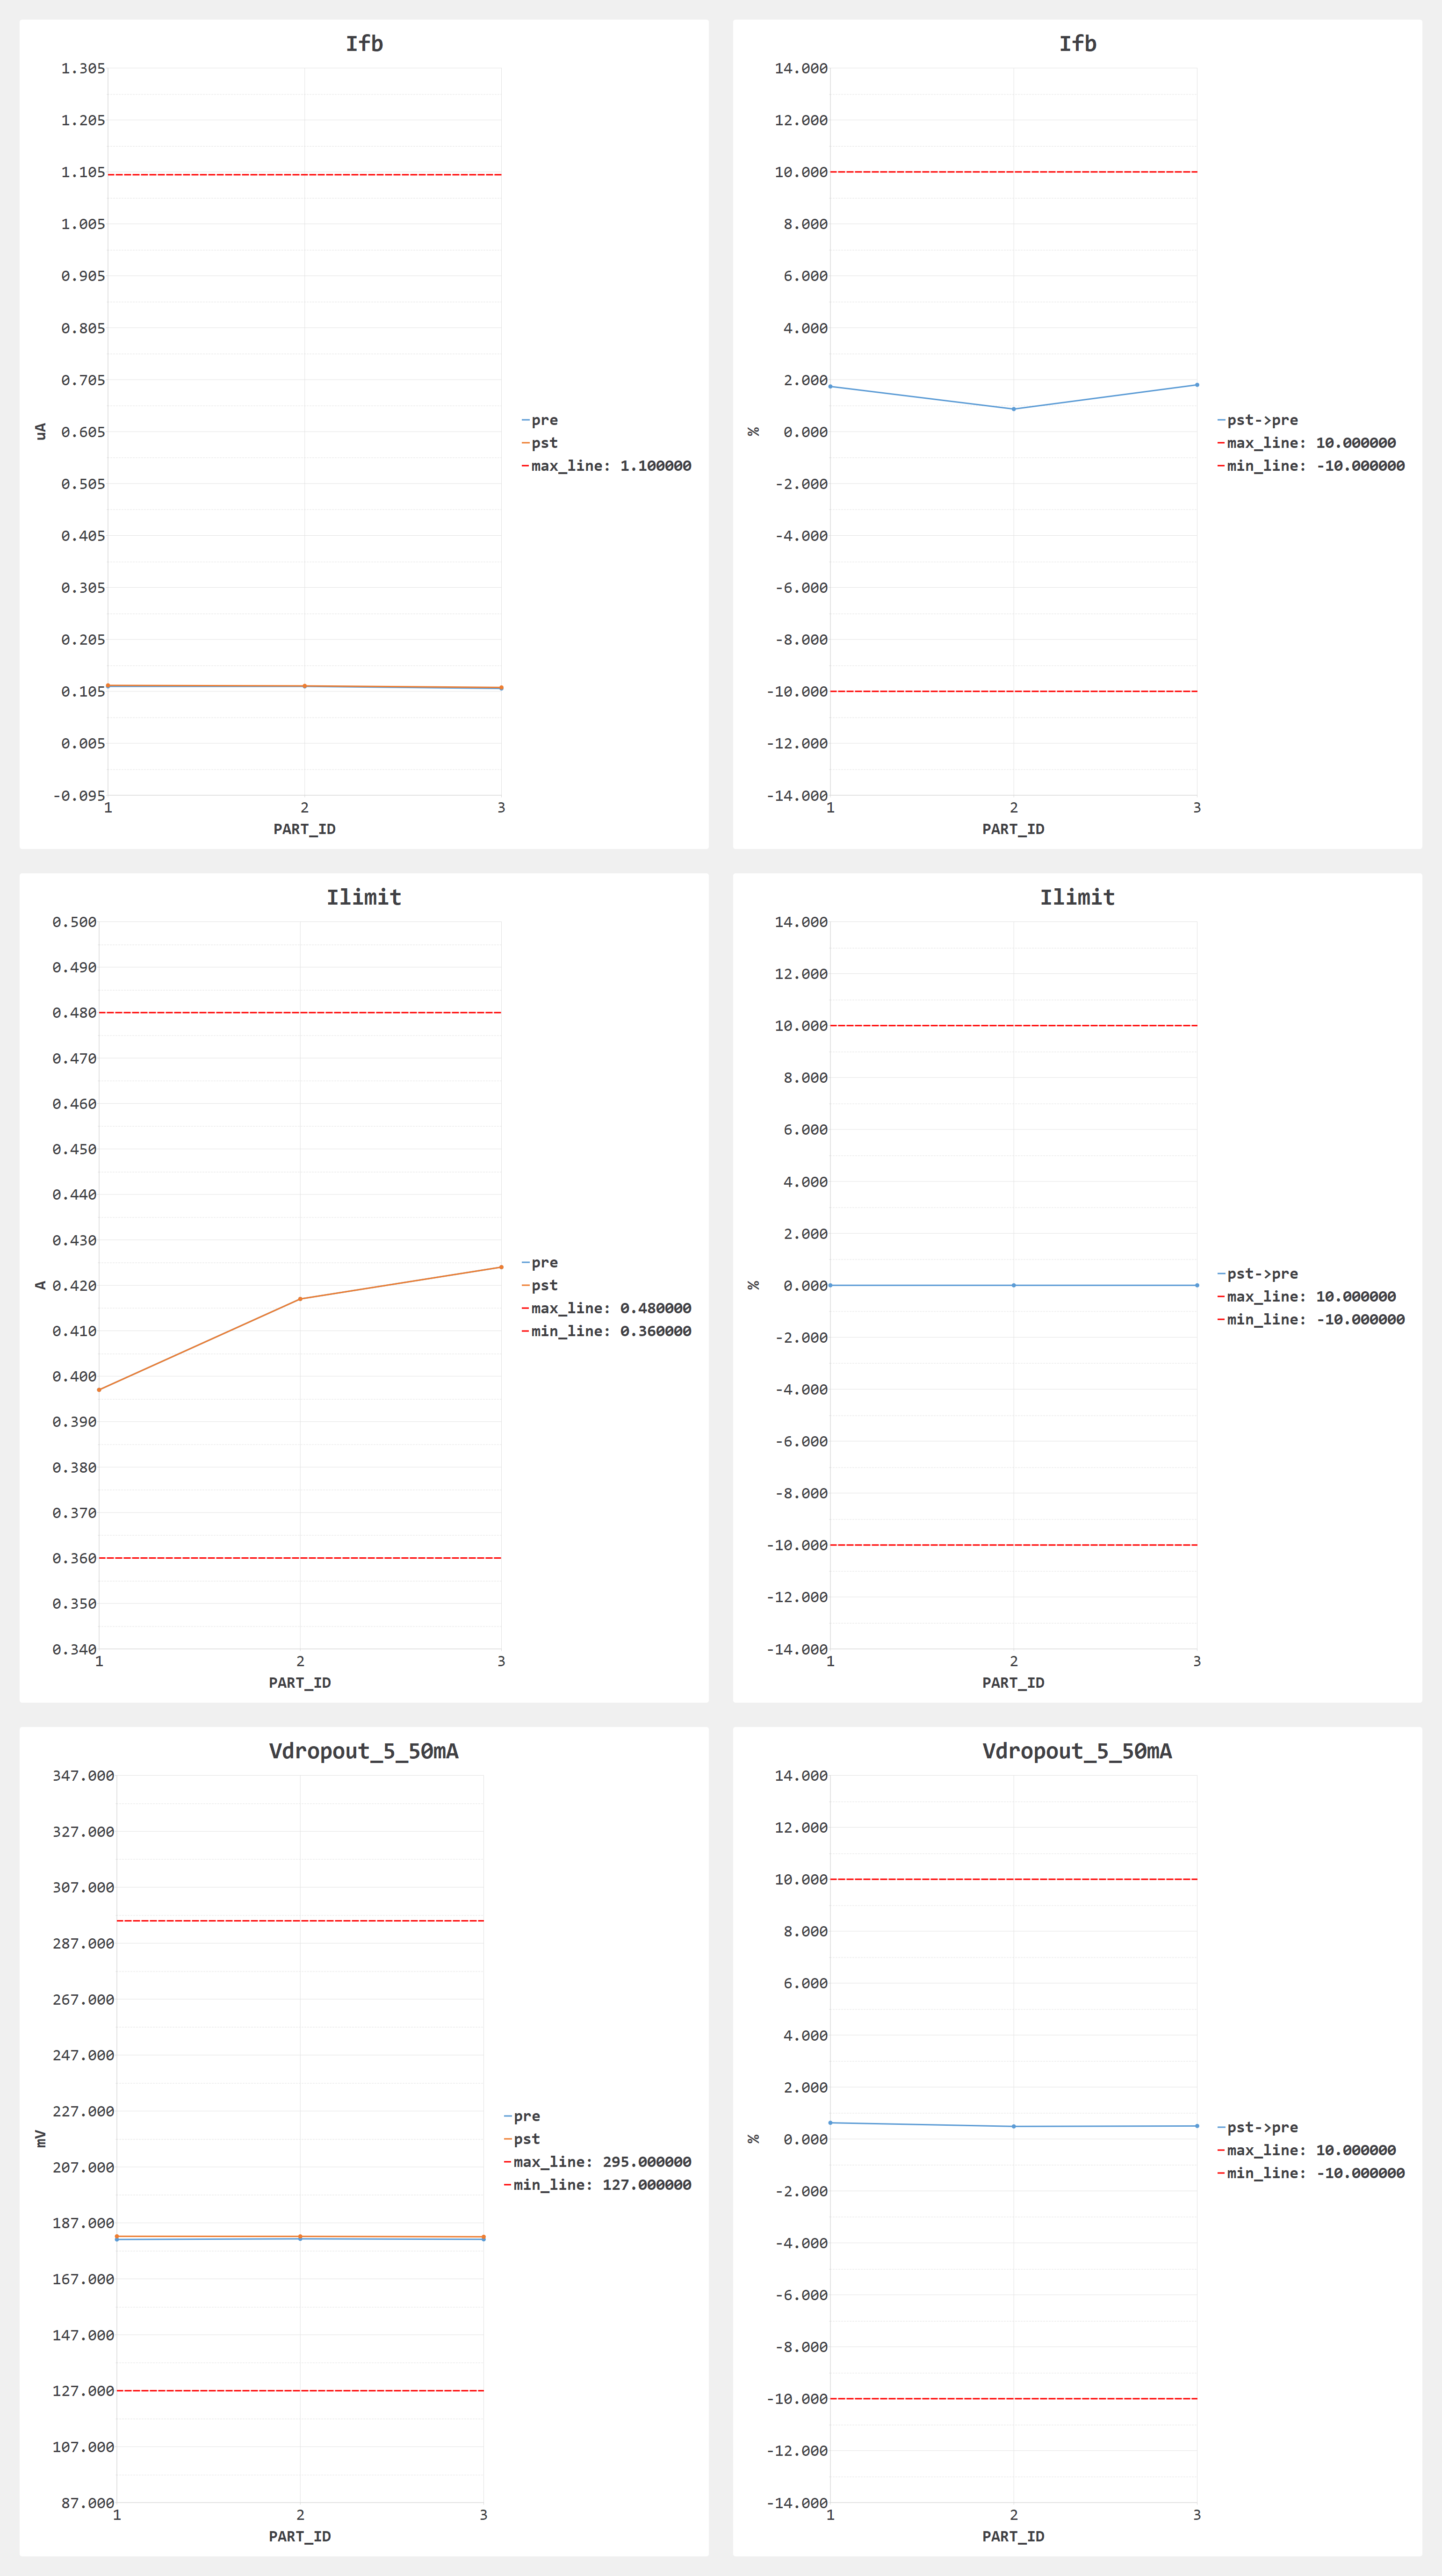 Ifb
1.305
1.205
1.105
1.005
0.905
0.805
0.705
0.605
0.505
0.405
0.305
0.205
0.105
0.005
-0.095
uA
1 2 3
PART_ID
pre
pst
max_line: 1.100000
Ifb
14.000
12.000
10.000
8.000
6.000
4.000
2.000
0.000
-2.000
-4.000
-6.000
-8.000
-10.000
-12.000
-14.000
%
1 2 3
PART_ID
pst->pre
max_line: 10.000000
min_line: -10.000000
Ilimit
0.500
0.490
0.480
0.470
0.460
0.450
0.440
0.430
0.420
0.410
0.400
0.390
0.380
0.370
0.360
0.350
0.340
A
1 2 3
PART_ID
pre
pst
max_line: 0.480000
min_line: 0.360000
Ilimit
14.000
12.000
10.000
8.000
6.000
4.000
2.000
0.000
-2.000
-4.000
-6.000
-8.000
-10.000
-12.000
-14.000
%
1 2 3
PART_ID
pst->pre
max_line: 10.000000
min_line: -10.000000
Vdropout_5_50mA
347.000
327.000
307.000
287.000
267.000
247.000
227.000
207.000
187.000
167.000
147.000
127.000
107.000
87.000
mV
1 2 3
PART_ID
pre
pst
max_line: 295.000000
min_line: 127.000000
Vdropout_5_50mA
14.000
12.000
10.000
8.000
6.000
4.000
2.000
0.000
-2.000
-4.000
-6.000
-8.000
-10.000
-12.000
-14.000
%
1 2 3
PART_ID
pst->pre
max_line: 10.000000
min_line: -10.000000